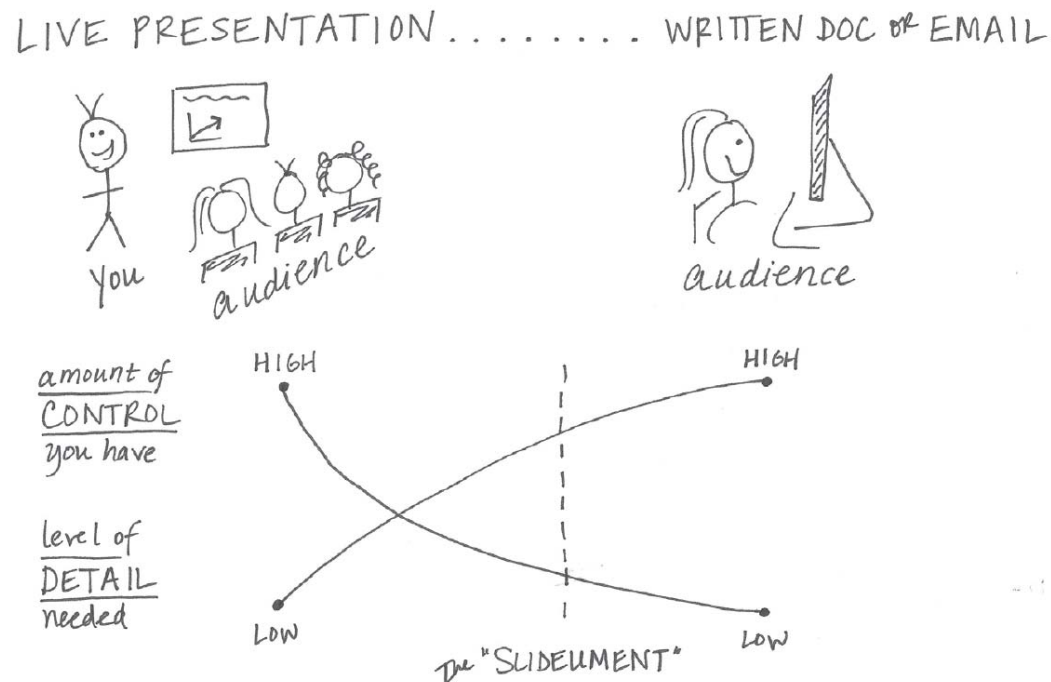 LIVE PRESENTATION . . . . . . . . . WRITTEN DOC OR EMAIL
you
audience
audience
amount of
CONTROL
you have
HIGH
HIGH
level of
DETAIL
needed
LOW
LOW
The "SLIDEUMENT"